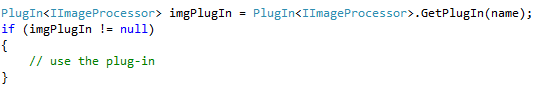 PlugIn<IImageProcessor> imgPlugIn = PlugIn<IImageProcessor>.GetPlugIn(name);
if (imgPlugIn != null)
{
    // use the plug-in
}